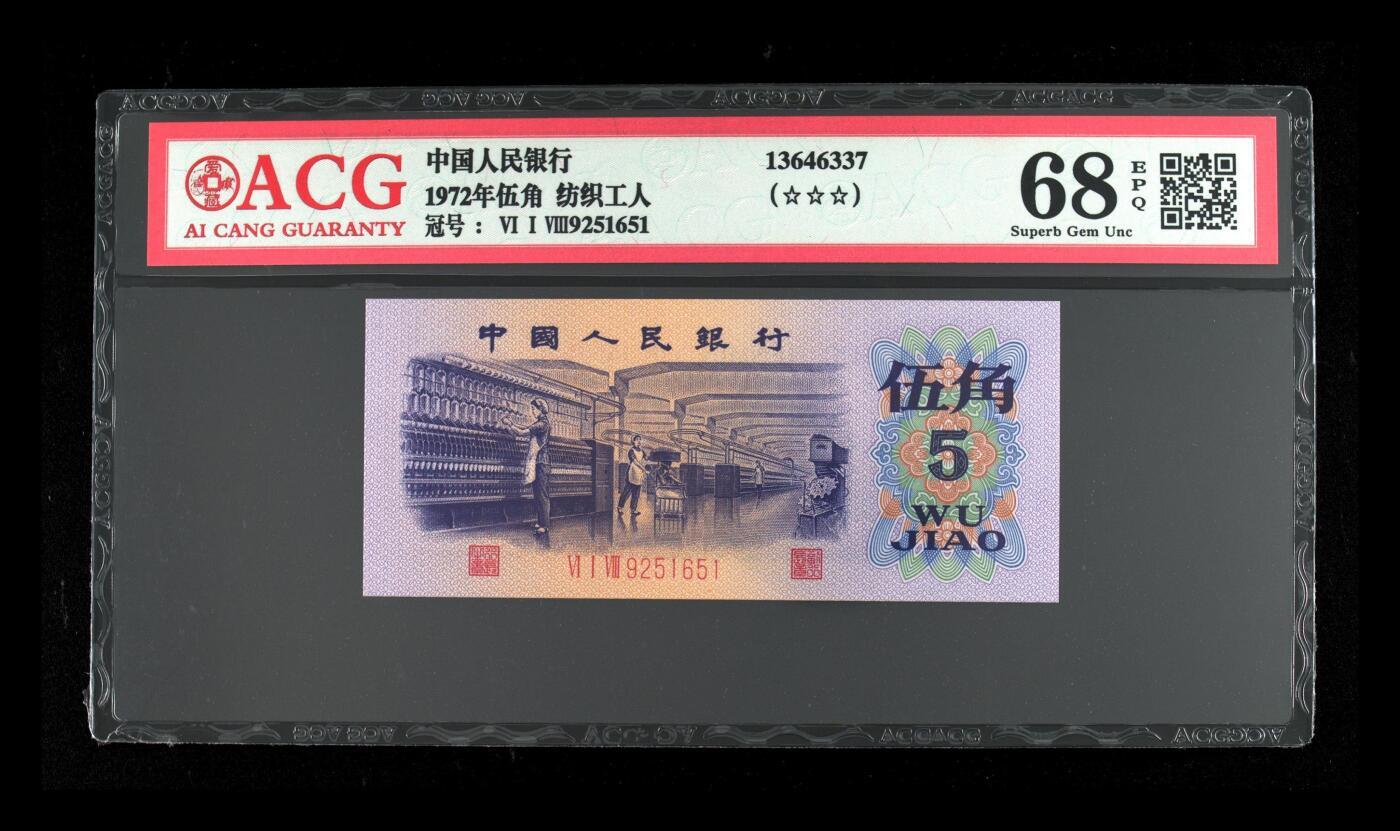 ACG
AI CANG GUARANTY
中国人民银行
1972年伍角 纺织工人
冠号： Ⅵ Ⅰ Ⅷ9251651
13646337
(☆☆☆)
68
EPQ
Superb Gem Unc
中國人民銀行
伍角
5
WU
JIAO
Ⅵ Ⅰ Ⅷ 9251651